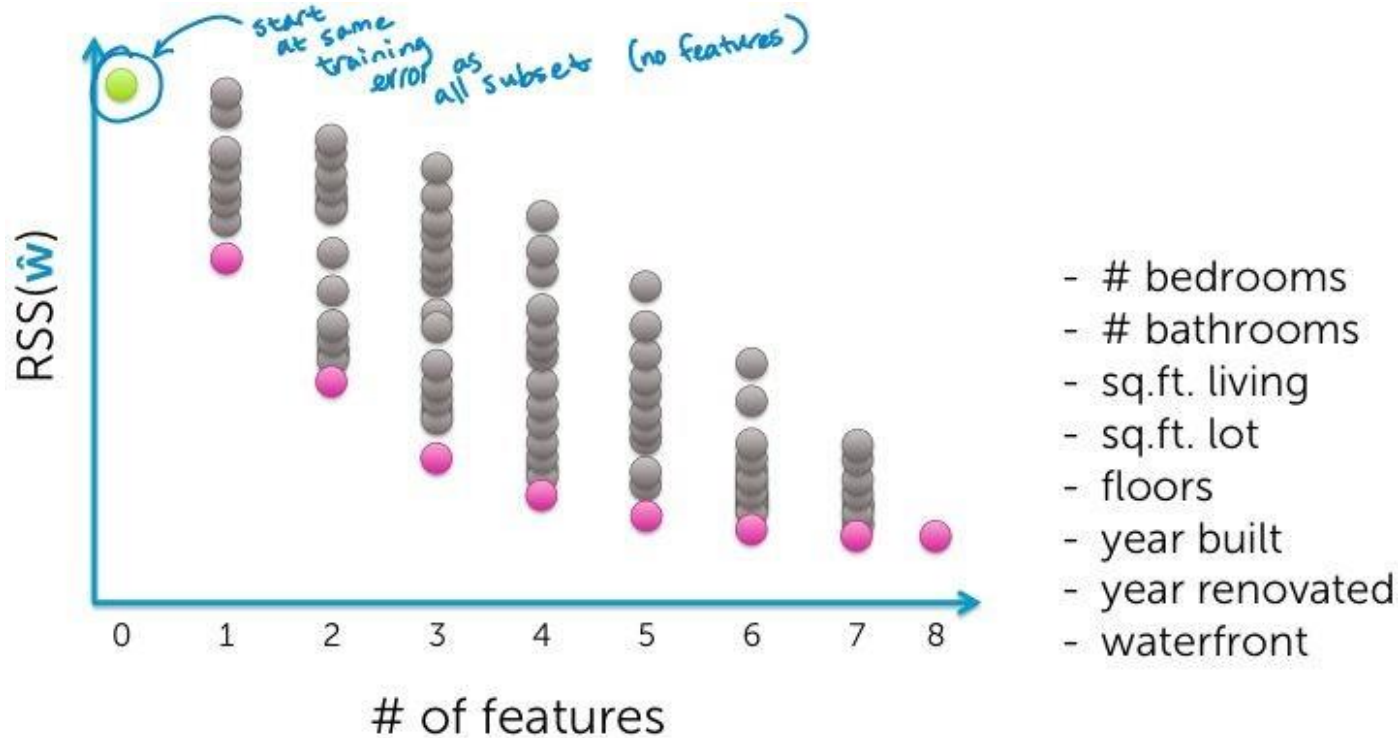 start
at same
training
error as
all subset (no features)
RSS(ŵ)
0 1 2 3 4 5 6 7 8
# of features
- # bedrooms
- # bathrooms
- sq.ft. living
- sq.ft. lot
- floors
- year built
- year renovated
- waterfront